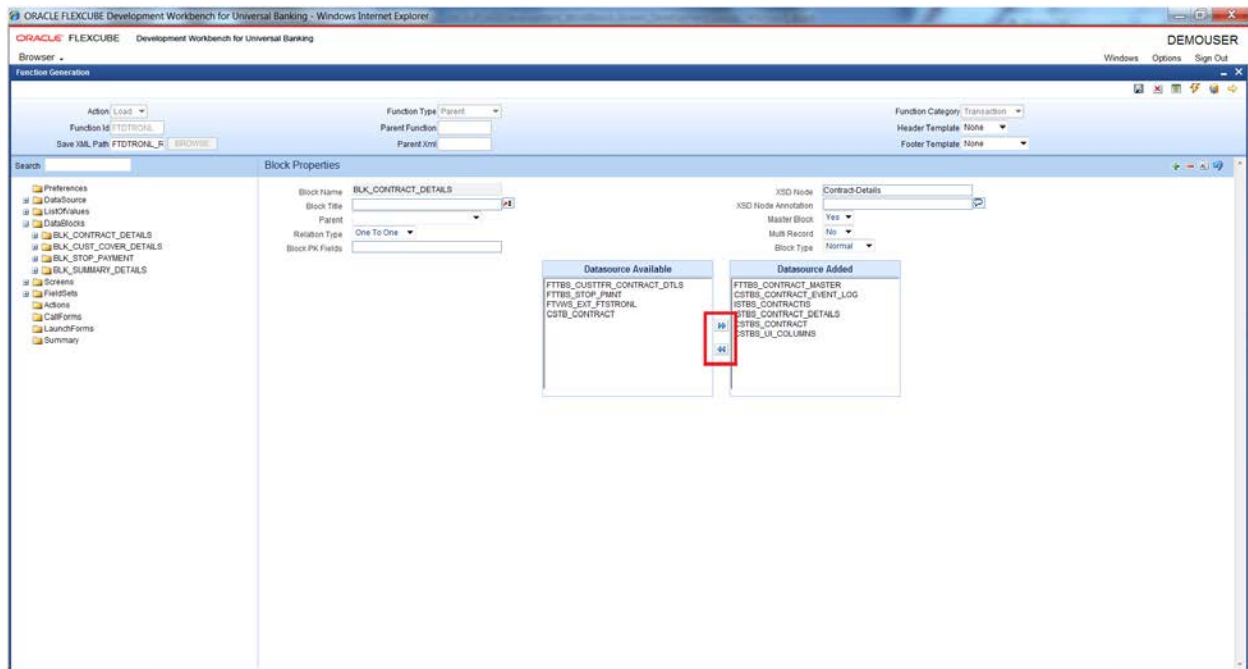 ORACLE FLEXCUBE Development Workbench for Universal Banking - Windows Internet Explorer
ORACLE FLEXCUBE Development Workbench for Universal Banking
DEMOUSER
Browser
Windows Options Sign Out
Function Generation
Action Load
Function Type Parent
Function Category Transaction
Function Id FTDTRONL
Parent Function
Header Template None
Save XML Path FTDTRONL_R BROWSE
Parent Xml
Footer Template None
Search
Block Properties
Preferences
DataSource
ListOfValues
DataBlocks
BLK_CONTRACT_DETAILS
BLK_CUST_COVER_DETAILS
BLK_STOP_PAYMENT
BLK_SUMMARY_DETAILS
Screens
FieldSets
Actions
CallForms
LaunchForms
Summary
Block Name BLK_CONTRACT_DETAILS
XSD Node Contract-Details
Block Title
XSD Node Annotation
Parent
Master Block Yes
Relation Type One To One
Multi Record No
Block PK Fields
Block Type Normal
Datasource Available
FTTBS_CUSTTFR_CONTRACT_DTLS
FTTBS_STOP_PMNT
FTVWS_EXT_FTSTRONL
CSTB_CONTRACT
Datasource Added
FTTBS_CONTRACT_MASTER
CSTBS_CONTRACT_EVENT_LOG
ISTBS_CONTRACTIS
ISTBS_CONTRACT_DETAILS
CSTBS_CONTRACT
CSTBS_UI_COLUMNS